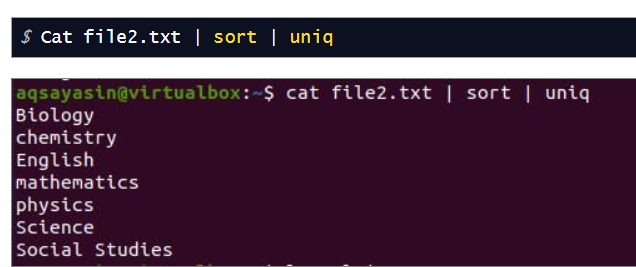 $ Cat file2.txt | sort | uniq
aqsayasin@virtualbox:~$ cat file2.txt | sort | uniq
Biology
chemistry
English
mathematics
physics
Science
Social Studies